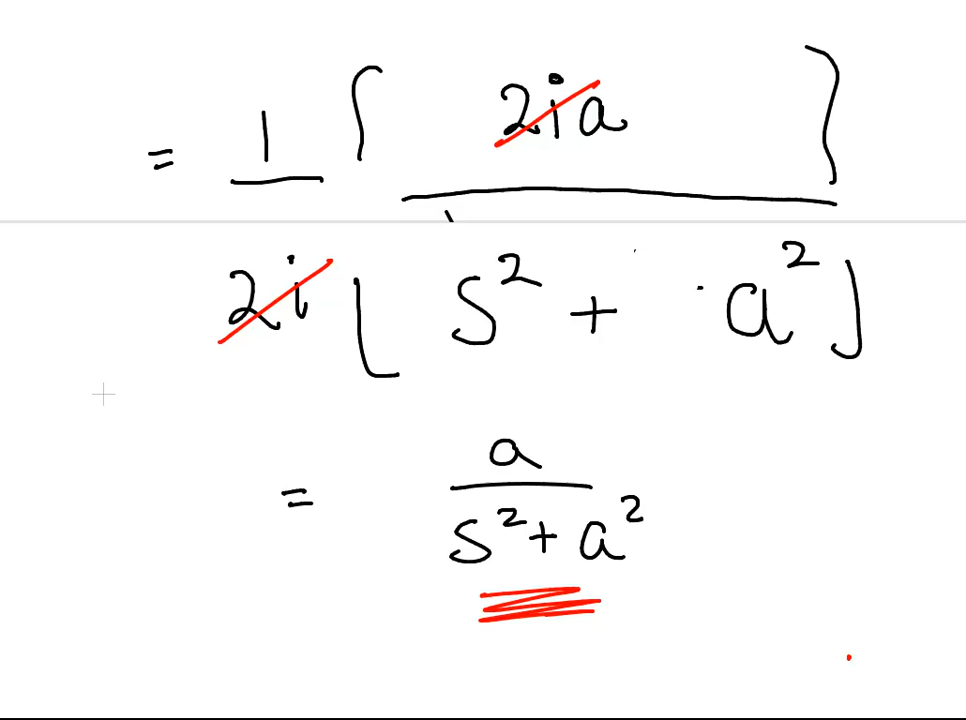 = 1/2i [ 2ia / s² + a² ]
= a / s² + a²